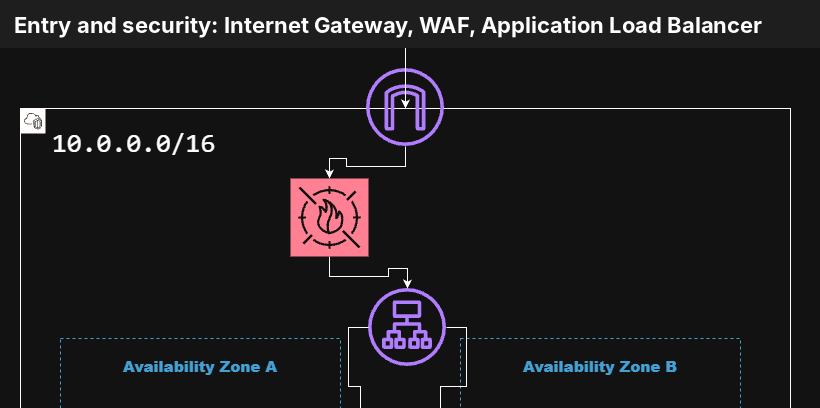 Entry and security: Internet Gateway, WAF, Application Load Balancer
10.0.0.0/16
Availability Zone A
Availability Zone B